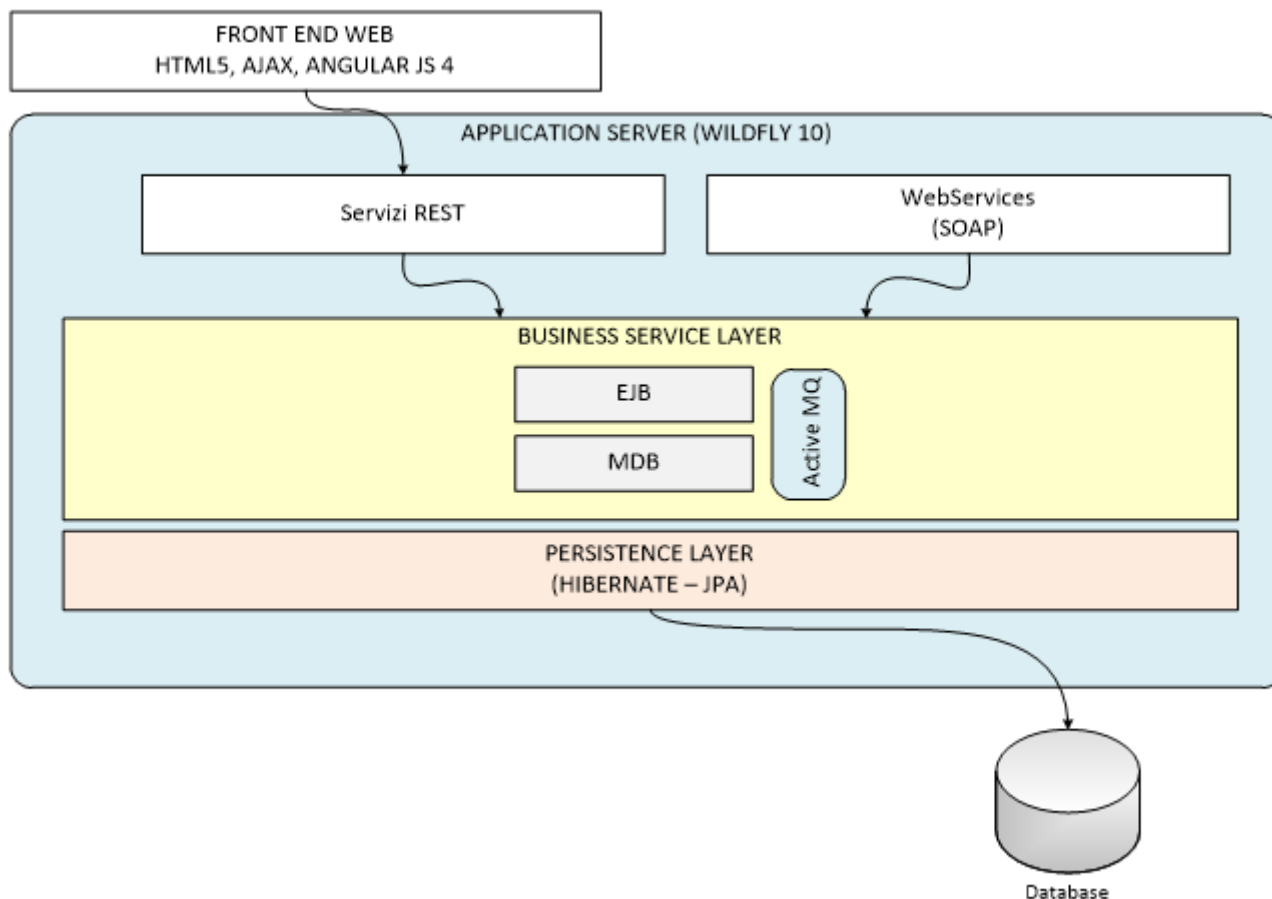 FRONT END WEB
HTML5, AJAX, ANGULAR JS 4
APPLICATION SERVER (WILDFLY 10)
Servizi REST
WebServices
(SOAP)
BUSINESS SERVICE LAYER
EJB
MDB
Active MQ
PERSISTENCE LAYER
(HIBERNATE – JPA)
Database